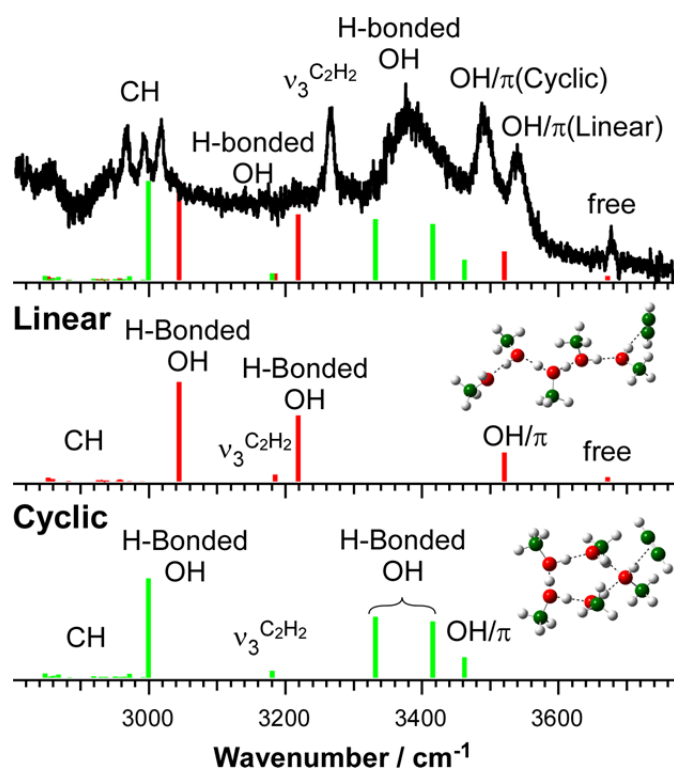 H-bonded
OH
ν₃ᶜ²ᴴ²
OH/π(Cyclic)
CH
OH/π(Linear)
H-bonded
OH
free
Linear
H-Bonded
OH
H-Bonded
OH
CH
ν₃ᶜ²ᴴ²
OH/π
free
Cyclic
H-Bonded
OH
H-Bonded
OH
CH
ν₃ᶜ²ᴴ²
OH/π
3000 3200 3400 3600
Wavenumber / cm⁻¹